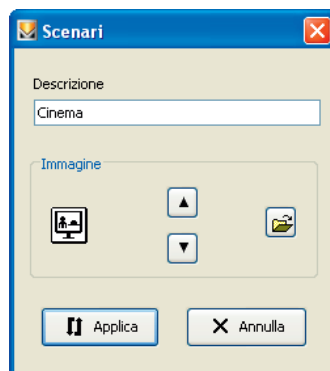 Scenari
Descrizione
Cinema
Immagine
Applica
Annulla